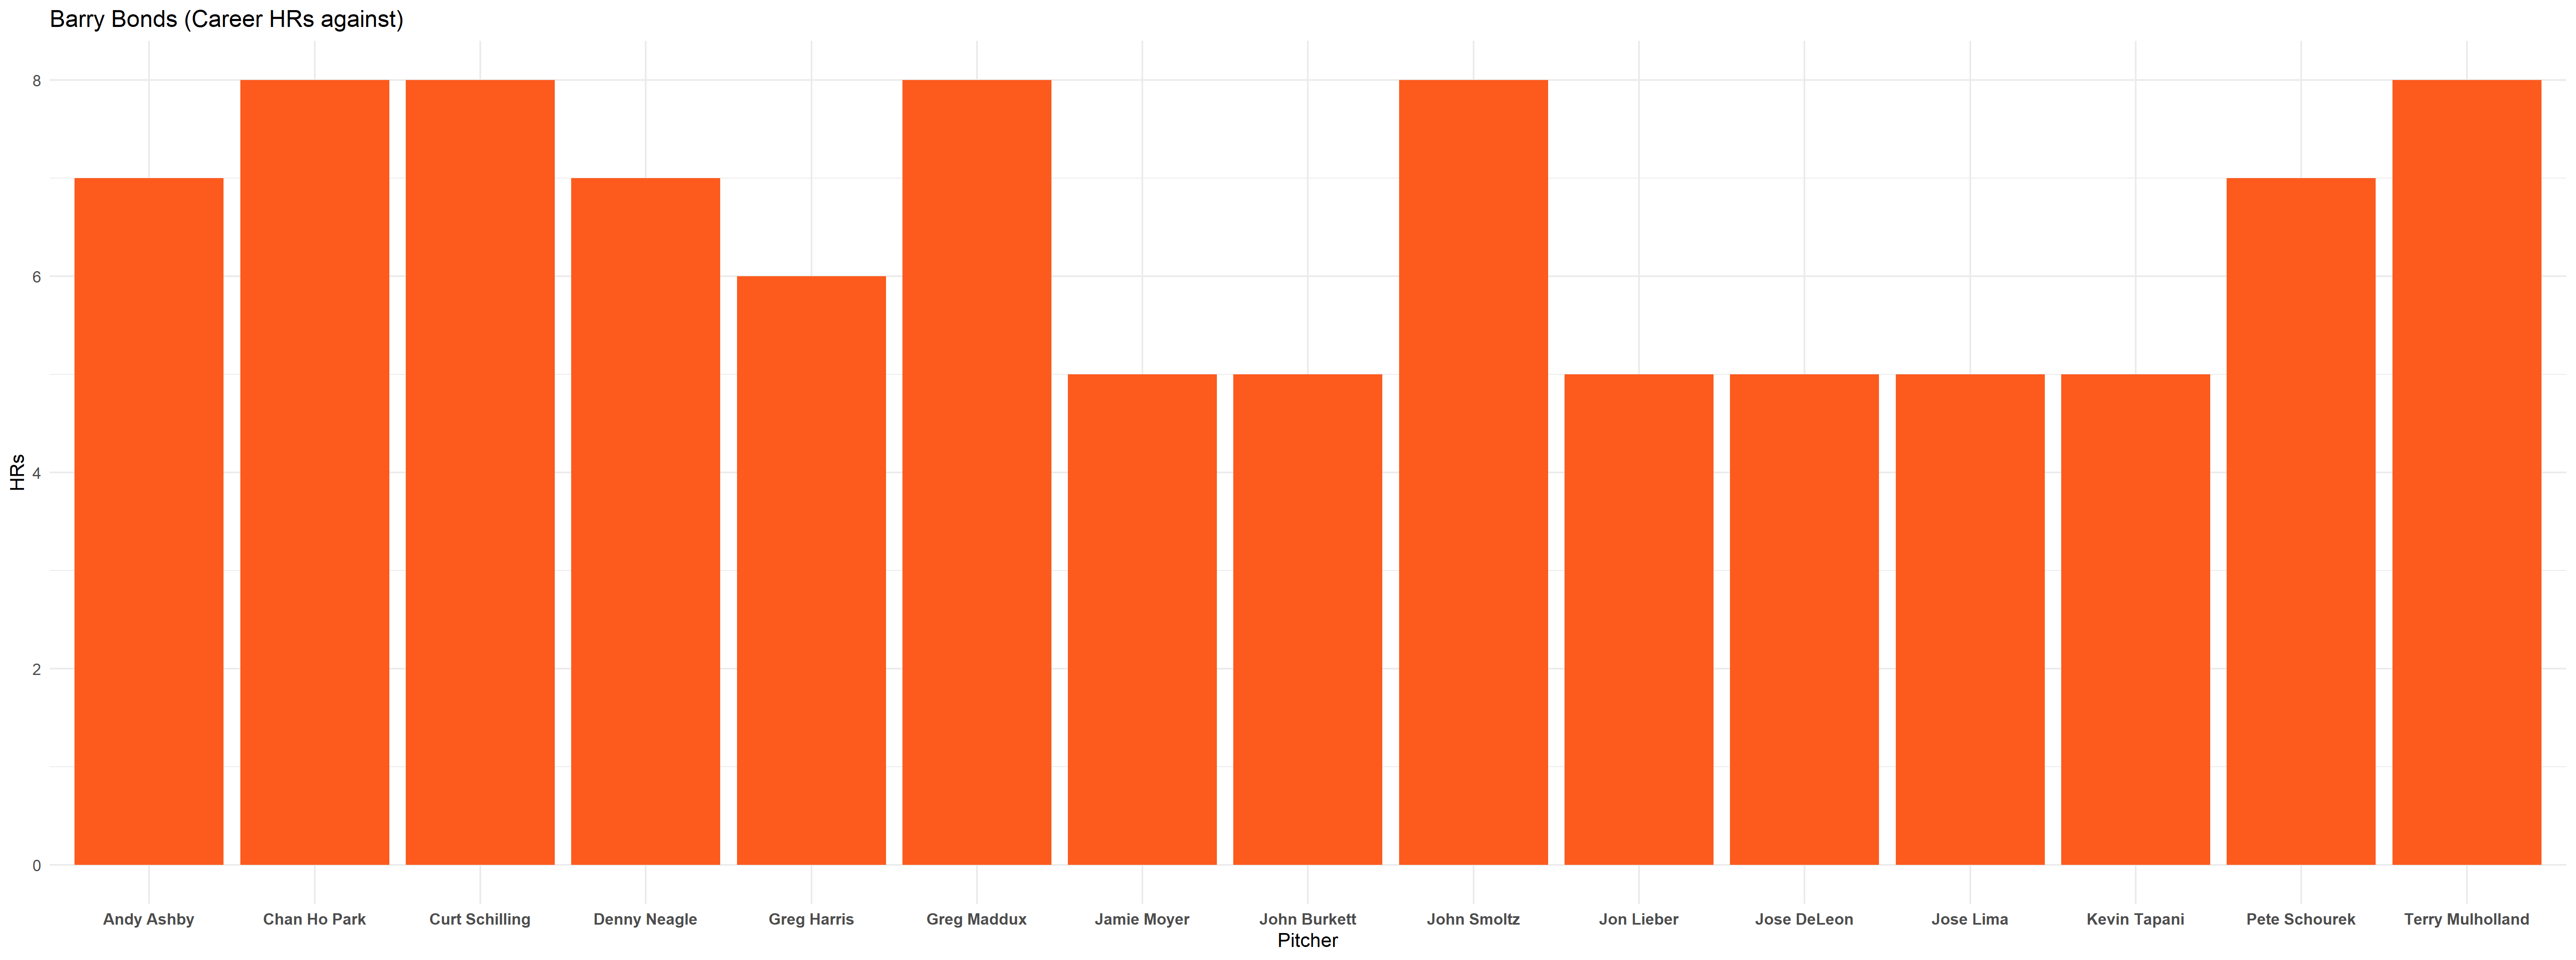 Barry Bonds (Career HRs against)
HRs
8
6
4
2
0
Andy Ashby
Chan Ho Park
Curt Schilling
Denny Neagle
Greg Harris
Greg Maddux
Jamie Moyer
John Burkett
John Smoltz
Jon Lieber
Jose DeLeon
Jose Lima
Kevin Tapani
Pete Schourek
Terry Mulholland
Pitcher